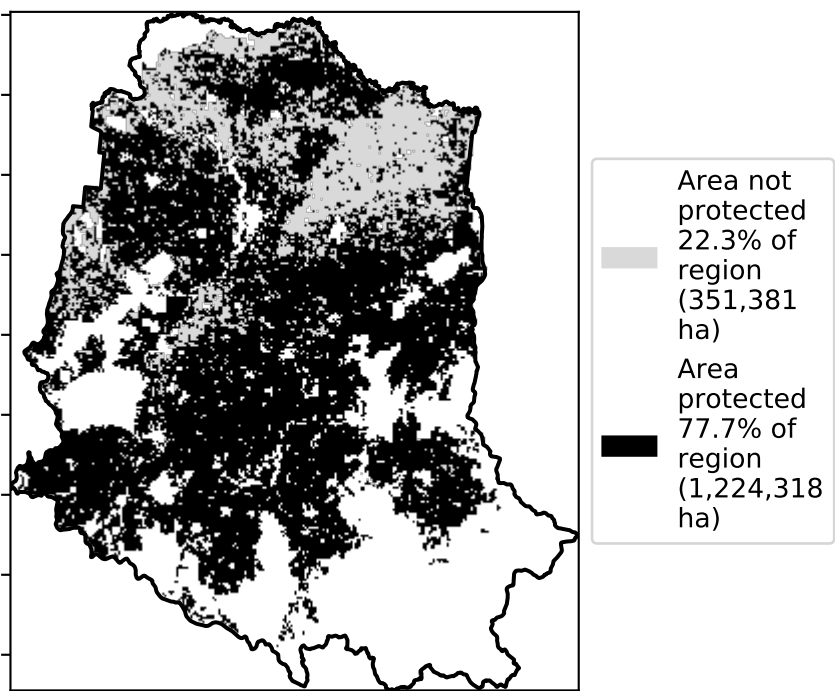 Area not
protected
22.3% of
region
(351,381
ha)
Area
protected
77.7% of
region
(1,224,318
ha)